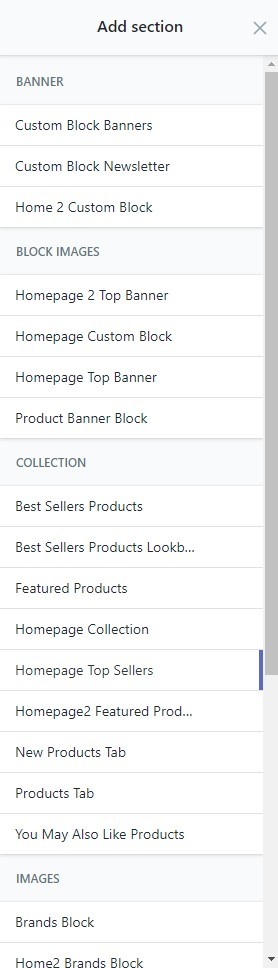 Add section
BANNER
Custom Block Banners
Custom Block Newsletter
Home 2 Custom Block
BLOCK IMAGES
Homepage 2 Top Banner
Homepage Custom Block
Homepage Top Banner
Product Banner Block
COLLECTION
Best Sellers Products
Best Sellers Products Lookb...
Featured Products
Homepage Collection
Homepage Top Sellers
Homepage2 Featured Prod...
New Products Tab
Products Tab
You May Also Like Products
IMAGES
Brands Block
Home2 Brands Block